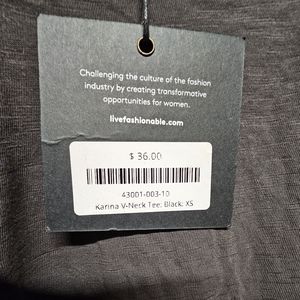 Challenging the culture of the fashion
industry by creating transformative
opportunities for women.
livefashionable.com
$ 36.00
43001-003-10
Karina V-Neck Tee: Black: XS